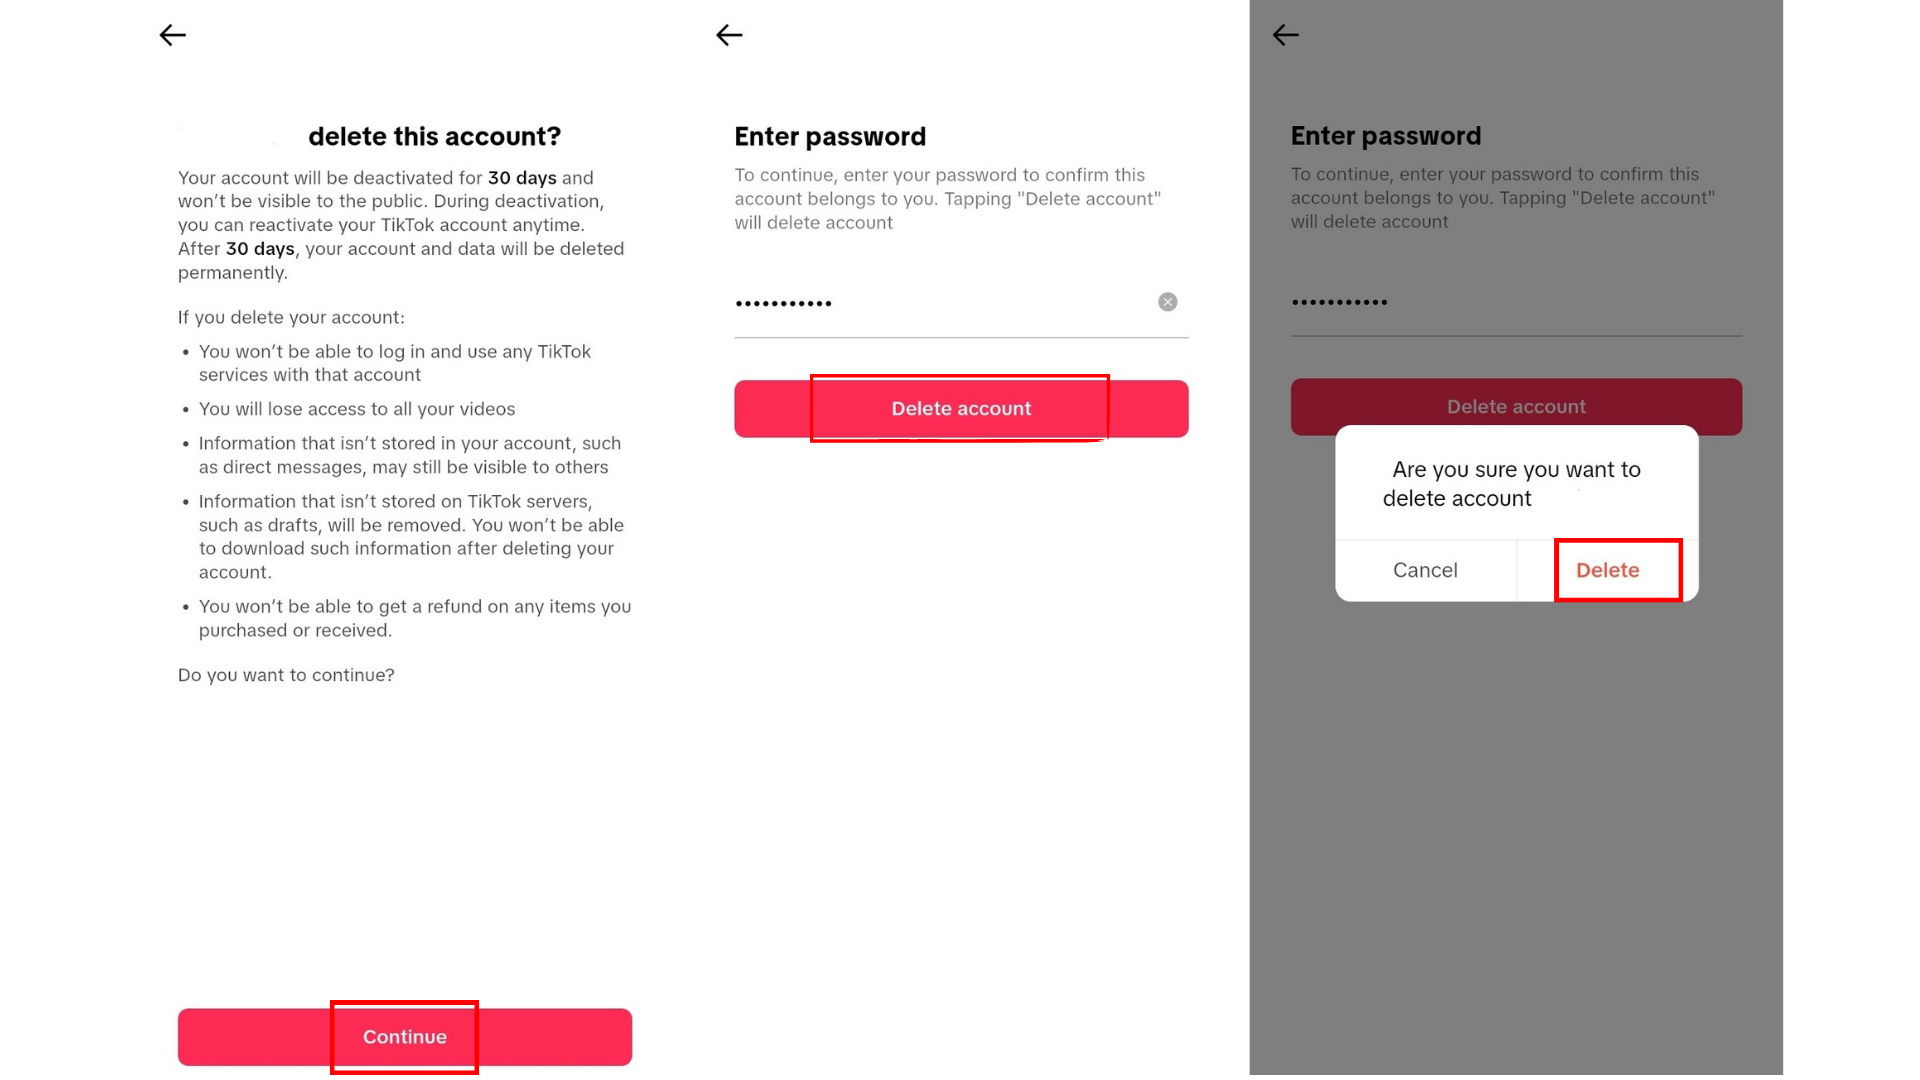 delete this account?
Your account will be deactivated for 30 days and
won’t be visible to the public. During deactivation,
you can reactivate your TikTok account anytime.
After 30 days, your account and data will be deleted
permanently.
If you delete your account:
• You won’t be able to log in and use any TikTok
services with that account
• You will lose access to all your videos
• Information that isn’t stored in your account, such
as direct messages, may still be visible to others
• Information that isn’t stored on TikTok servers,
such as drafts, will be removed. You won’t be able
to download such information after deleting your
account.
• You won’t be able to get a refund on any items you
purchased or received.
Do you want to continue?
Continue
Enter password
To continue, enter your password to confirm this
account belongs to you. Tapping "Delete account"
will delete account
•••••••••••
Delete account
Enter password
To continue, enter your password to confirm this
account belongs to you. Tapping "Delete account"
will delete account
•••••••••••
Delete account
Are you sure you want to
delete account
Cancel
Delete